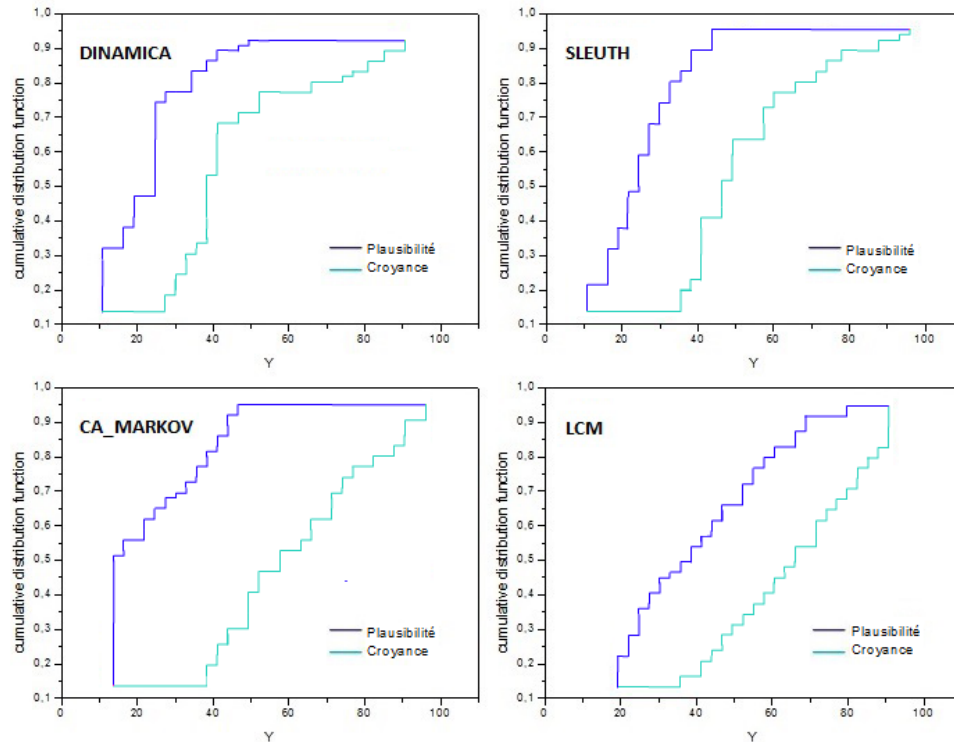 cumulative distribution function
1,0
0,9
0,8
0,7
0,6
0,5
0,4
0,3
0,2
0,1
DINAMICA
Plausibilité
Croyance
0 20 40 60 80 100
Y
cumulative distribution function
1,0
0,9
0,8
0,7
0,6
0,5
0,4
0,3
0,2
0,1
SLEUTH
Plausibilité
Croyance
0 20 40 60 80 100
Y
cumulative distribution function
1,0
0,9
0,8
0,7
0,6
0,5
0,4
0,3
0,2
0,1
CA_MARKOV
Plausibilité
Croyance
0 20 40 60 80 100
Y
cumulative distribution function
1,0
0,9
0,8
0,7
0,6
0,5
0,4
0,3
0,2
0,1
LCM
Plausibilité
Croyance
0 20 40 60 80 100
Y